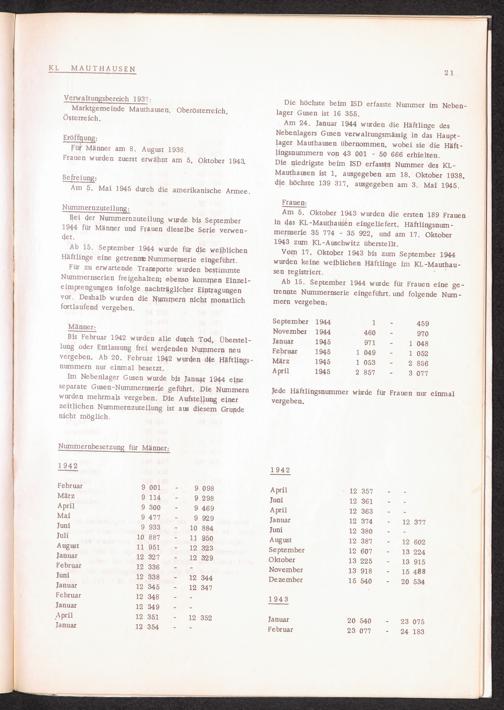 KL MAUTHAUSEN
21
Verwaltungsbereich 1937:
Marktgemeinde Mauthausen, Oberösterreich,
Österreich.
Eröffnung:
Für Männer am 8. August 1938.
Frauen wurden zuerst erwähnt am 5. Oktober 1943.
Befreiung:
Am 5. Mai 1945 durch die amerikanische Armee.
Nummernzuteilung:
Bei der Nummernzuteilung wurde bis September
1944 für Männer und Frauen dieselbe Serie verwen-
det.
Ab 15. September 1944 wurde für die weiblichen
Häftlinge eine getrennte Nummernserie eingeführt.
Für zu erwartende Transporte wurden bestimmte
Nummernserien freigehalten; ebenso kommen Einzel-
eimprengungen infolge nachträglicher Eintragungen
vor. Deshalb wurden die Nummern nicht monatlich
fortlaufend vergeben.
Männer:
Bis Februar 1942 wurden alle durch Tod, Überstel-
lung oder Entlassung frei werdenden Nummern neu
vergeben. Ab 20. Februar 1942 wurden die Häftlings-
nummern nur einmal besetzt.
Im Nebenlager Gusen wurde bis Januar 1944 eine
separate Gusen-Nummernserie geführt. Die Nummern
wurden mehrmals vergeben. Die Aufstellung einer
zeitlichen Nummernzuteilung ist aus diesem Grunde
nicht möglich.
Die höchste beim ISD erfasste Nummer im Neben-
lager Gusen ist 16 355.
Am 24. Januar 1944 wurden die Häftlinge des
Nebenlagers Gusen verwaltungsmässig in das Haupt-
lager Mauthausen übernommen, wobei sie die Häft-
lingsnummern von 43 001 - 50 666 erhielten.
Die niedrigste beim ISD erfasste Nummer des KL-
Mauthausen ist 1, ausgegeben am 18. Oktober 1938,
die höchste 139 317, ausgegeben am 3. Mai 1945.
Frauen:
Am 5. Oktober 1943 wurden die ersten 189 Frauen
in das KL-Mauthausen eingeliefert, Häftlingsnum-
mernserie 35 774 - 35 922, und am 17. Oktober
1943 zum KL-Auschwitz überstellt.
Vom 17. Oktober 1943 bis zum September 1944
wurden keine weiblichen Häftlinge im KL-Mauthau-
sen registriert.
Ab 15. September 1944 wurde für Frauen eine ge-
trennte Nummernserie eingeführt und folgende Num-
mern vergeben:
September 1944 1 - 459
November 1944 460 - 970
Januar 1945 971 - 1 048
Februar 1945 1 049 - 1 052
März 1945 1 053 - 2 856
April 1945 2 857 - 3 077
Jede Häftlingsnummer wurde für Frauen nur einmal
vergeben.
Nummernbesetzung für Männer:
1942
Februar 9 001 - 9 098
März 9 114 - 9 298
April 9 300 - 9 469
Mai 9 477 - 9 929
Juni 9 933 - 10 884
Juli 10 887 - 11 950
August 11 951 - 12 323
Januar 12 327 - 12 329
Februar 12 336 - -
Juni 12 338 - 12 344
Januar 12 345 - 12 347
Februar 12 348 - -
Januar 12 349 - -
April 12 351 - 12 352
Januar 12 354 - -
1942
April 12 357 - -
Juni 12 361 - -
April 12 363 - -
Januar 12 374 - 12 377
Juni 12 380 - -
August 12 387 - 12 602
September 12 607 - 13 224
Oktober 13 225 - 13 915
November 13 918 - 15 488
Dezember 15 540 - 20 534
1943
Januar 20 540 - 23 075
Februar 23 077 - 24 183